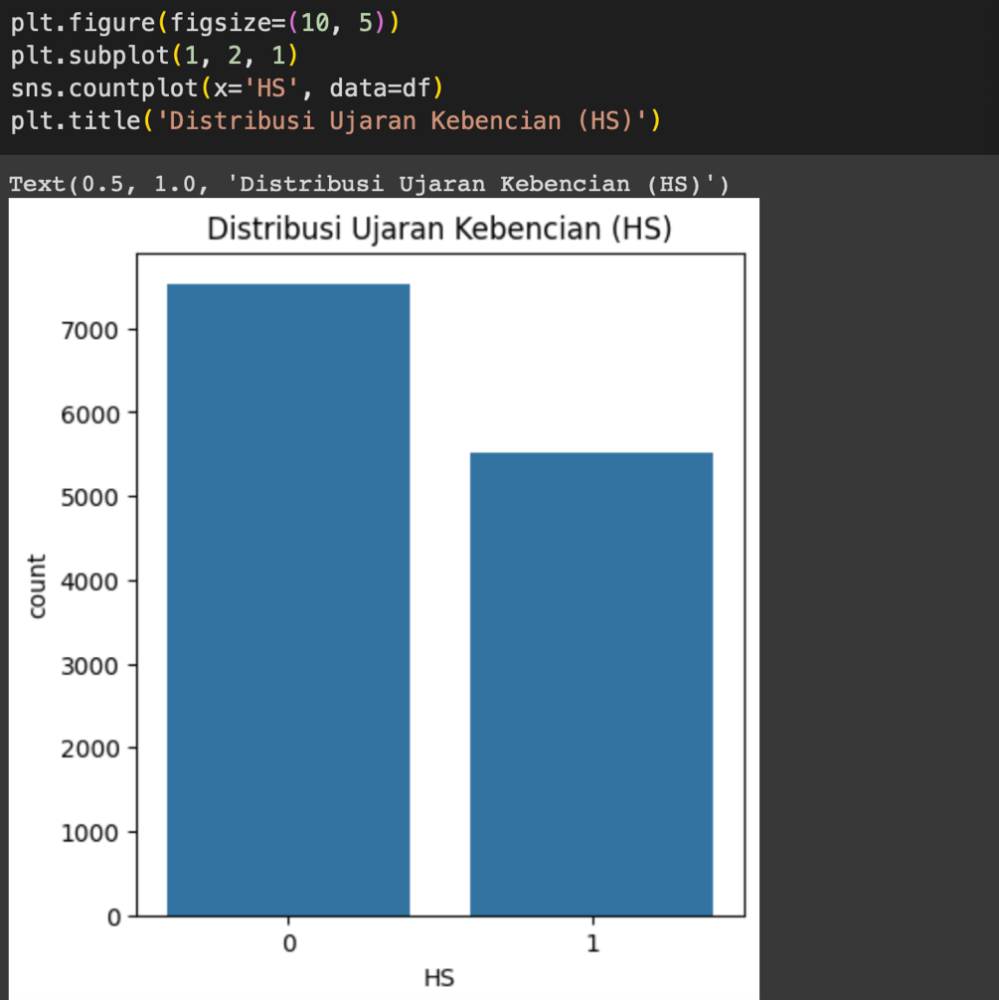 plt.figure(figsize=(10, 5))
plt.subplot(1, 2, 1)
sns.countplot(x='HS', data=df)
plt.title('Distribusi Ujaran Kebencian (HS)')
Text(0.5, 1.0, 'Distribusi Ujaran Kebencian (HS)')
Distribusi Ujaran Kebencian (HS)
7000
6000
5000
4000
3000
2000
1000
0
count
0 1
HS